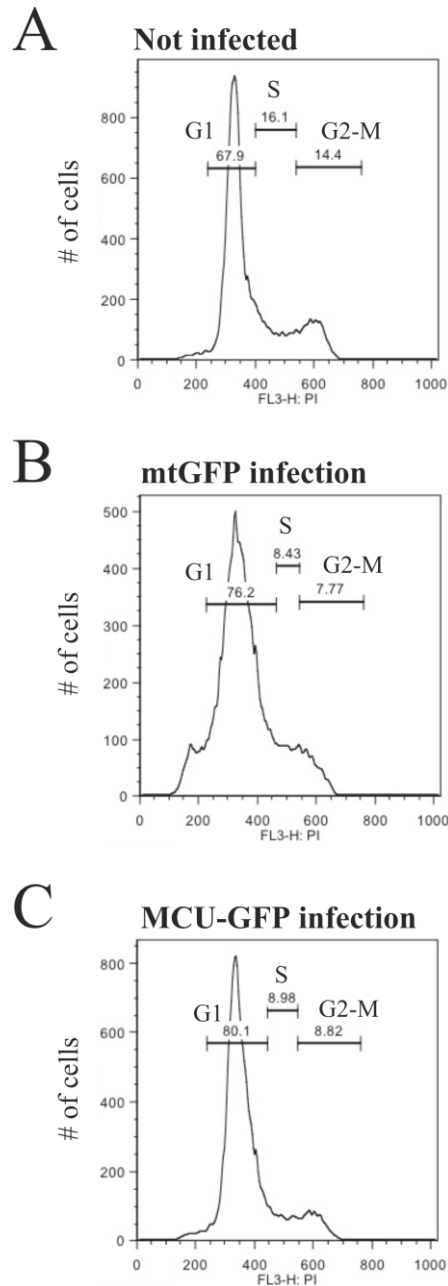 A
Not infected
S
16.1
G1
G2-M
67.9
14.4
# of cells
800
600
400
200
0
0 200 400 600 800 1000
FL3-H: PI
B
mtGFP infection
S
8.43
G1
G2-M
76.2
7.77
# of cells
500
400
300
200
100
0
0 200 400 600 800 1000
FL3-H: PI
C
MCU-GFP infection
S
8.98
G1
G2-M
80.1
8.82
# of cells
800
600
400
200
0
0 200 400 600 800 1000
FL3-H: PI